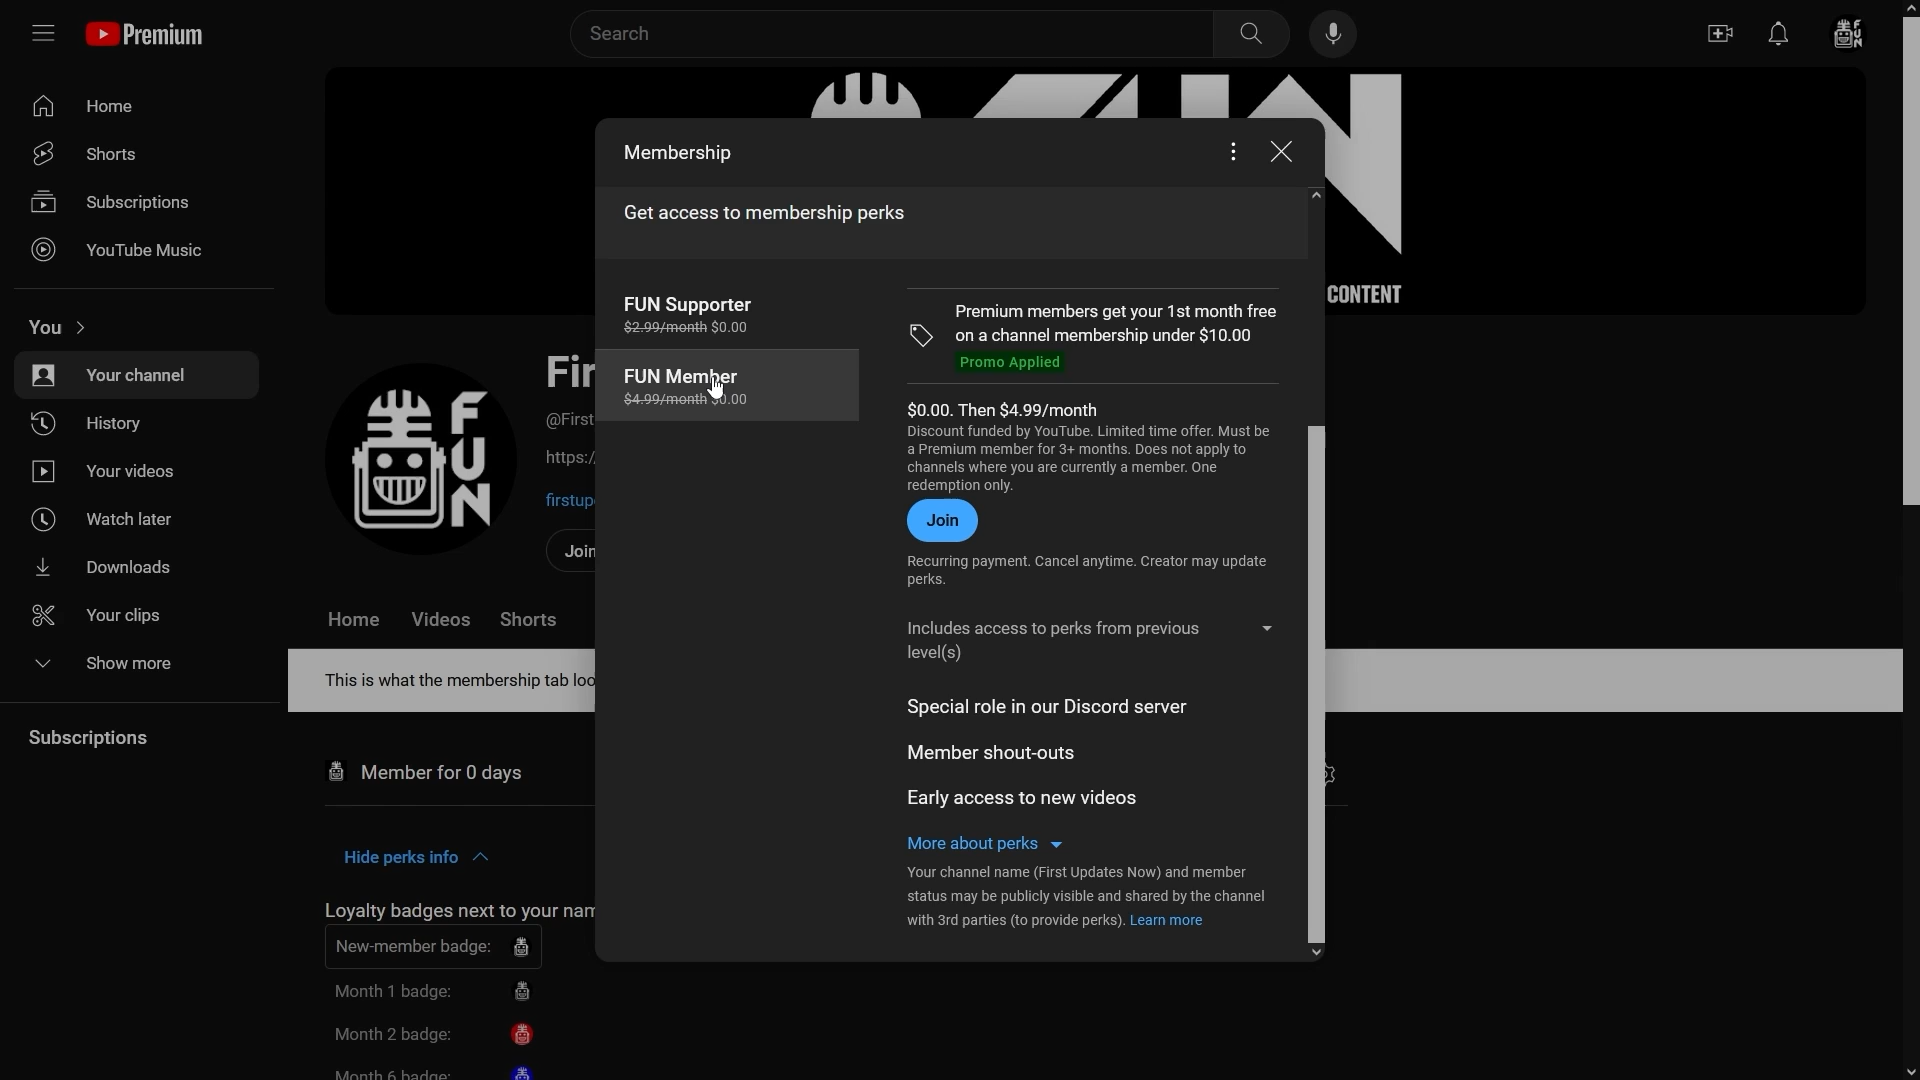 Premium
Search
Home
Shorts
Subscriptions
YouTube Music
You
Your channel
History
Your videos
Watch later
Downloads
Your clips
Show more
Subscriptions
CONTENT
FUN
Fir
@First
https:/
firstup
Join
Home Videos Shorts
This is what the membership tab loo
Member for 0 days
Hide perks info
Loyalty badges next to your nam
New-member badge:
Month 1 badge:
Month 2 badge:
Month 6 badge:
Membership
Get access to membership perks
FUN Supporter
$2.99/month $0.00
FUN Member
$4.99/month $0.00
Premium members get your 1st month free
on a channel membership under $10.00
Promo Applied
$0.00. Then $4.99/month
Discount funded by YouTube. Limited time offer. Must be
a Premium member for 3+ months. Does not apply to
channels where you are currently a member. One
redemption only.
Join
Recurring payment. Cancel anytime. Creator may update
perks.
Includes access to perks from previous
level(s)
Special role in our Discord server
Member shout-outs
Early access to new videos
More about perks
Your channel name (First Updates Now) and member
status may be publicly visible and shared by the channel
with 3rd parties (to provide perks). Learn more